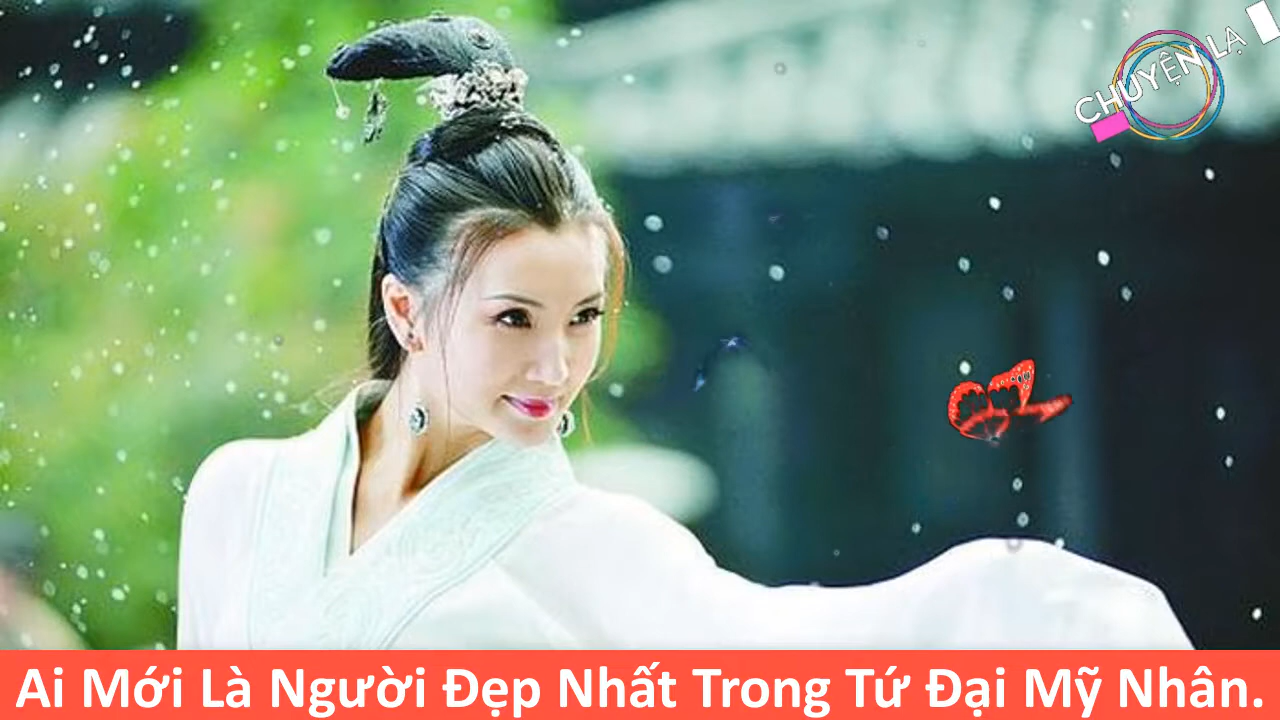 CHUYỆN LẠ
Ai Mới Là Người Đẹp Nhất Trong Tứ Đại Mỹ Nhân.